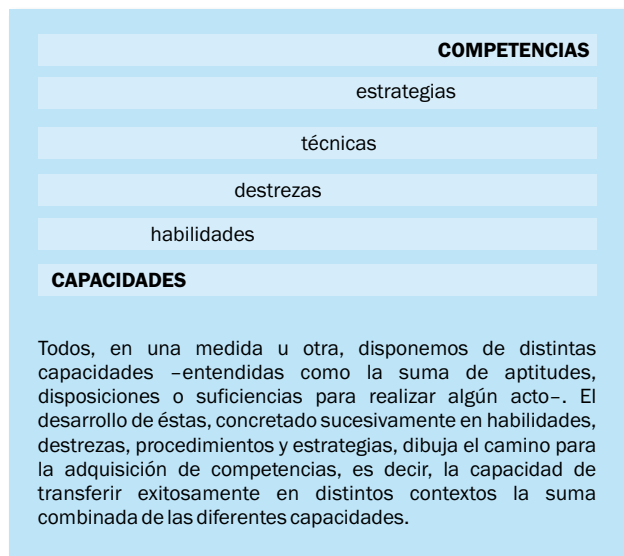 COMPETENCIAS
estrategias
técnicas
destrezas
habilidades
CAPACIDADES
Todos, en una medida u otra, disponemos de distintas
capacidades –entendidas como la suma de aptitudes,
disposiciones o suficiencias para realizar algún acto–. El
desarrollo de éstas, concretado sucesivamente en habilidades,
destrezas, procedimientos y estrategias, dibuja el camino para
la adquisición de competencias, es decir, la capacidad de
transferir exitosamente en distintos contextos la suma
combinada de las diferentes capacidades.